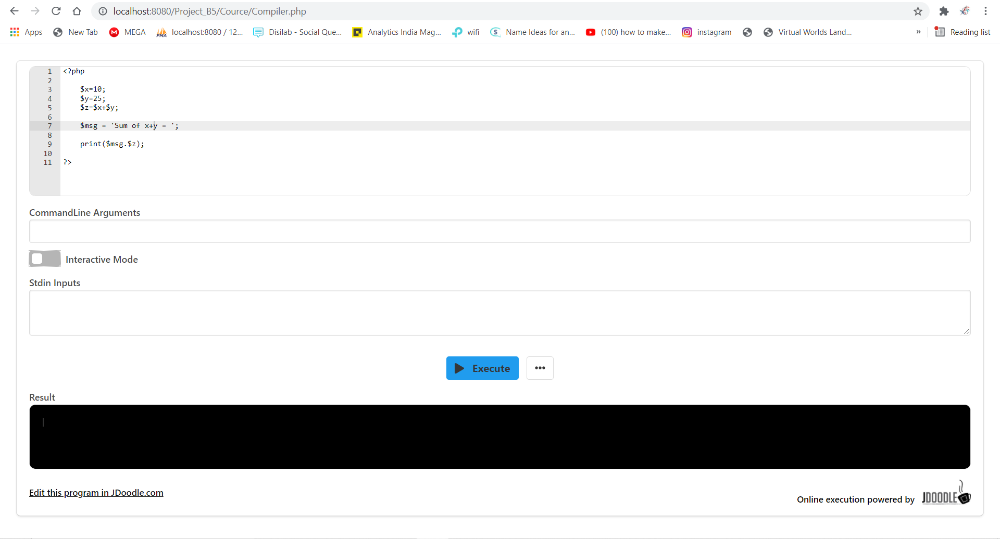 localhost:8080/Project_B5/Cource/Compiler.php
Apps New Tab MEGA localhost:8080 / 12... Disilab - Social Que... Analytics India Mag... wifi Name Ideas for an... (100) how to make... instagram Virtual Worlds Land... » Reading list
1 <?php
2
3 $x=10;
4 $y=25;
5 $z=$x+$y;
6
7 $msg = 'Sum of x+y = ';
8
9 print($msg.$z);
10
11 ?>
CommandLine Arguments
Interactive Mode
Stdin Inputs
Execute •••
Result
Edit this program in JDoodle.com
Online execution powered by JDOODLE